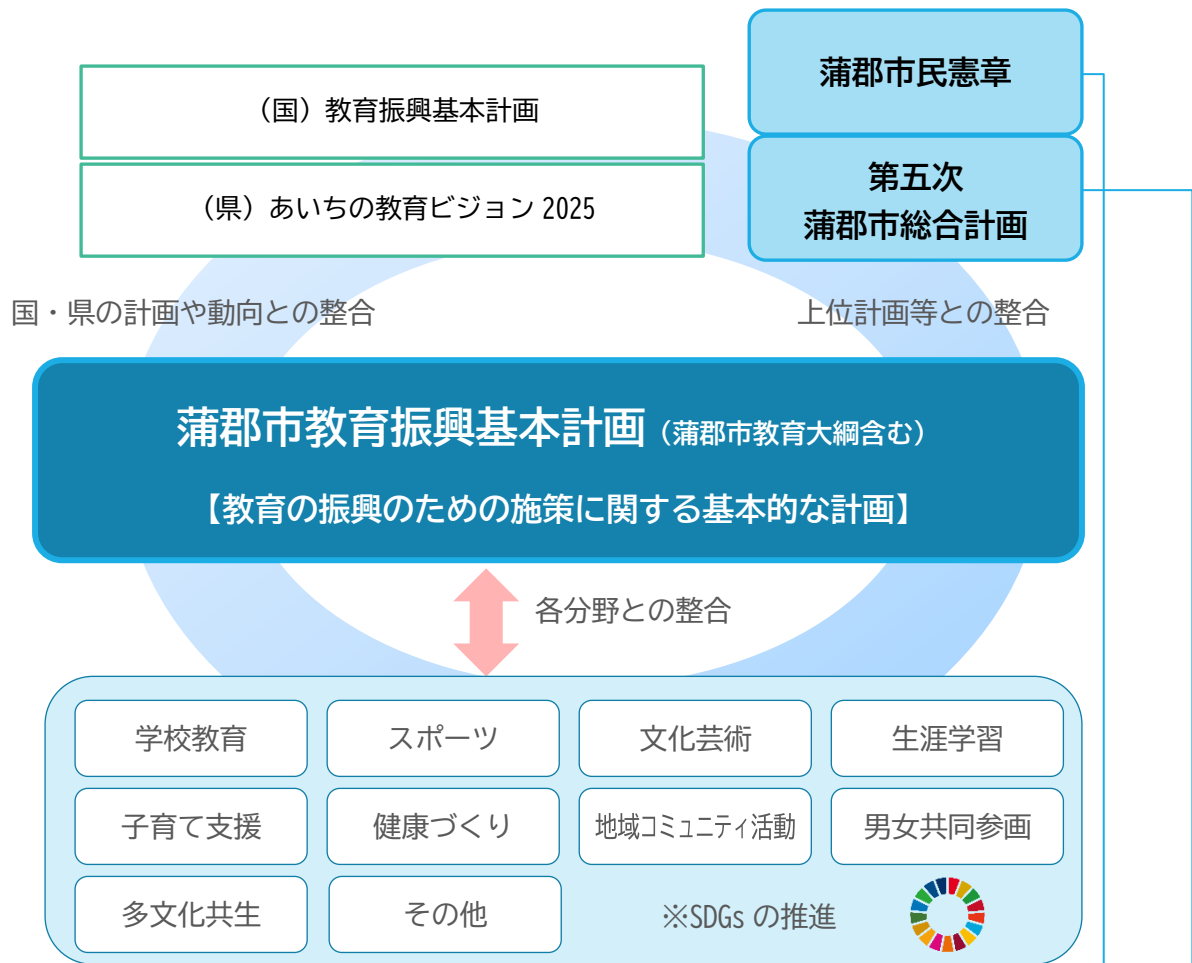 蒲郡市民憲章
（国）教育振興基本計画
（県）あいちの教育ビジョン 2025
第五次
蒲郡市総合計画
国・県の計画や動向との整合
上位計画等との整合
蒲郡市教育振興基本計画（蒲郡市教育大綱含む）
【教育の振興のための施策に関する基本的な計画】
各分野との整合
学校教育
スポーツ
文化芸術
生涯学習
子育て支援
健康づくり
地域コミュニティ活動
男女共同参画
多文化共生
その他
※SDGs の推進